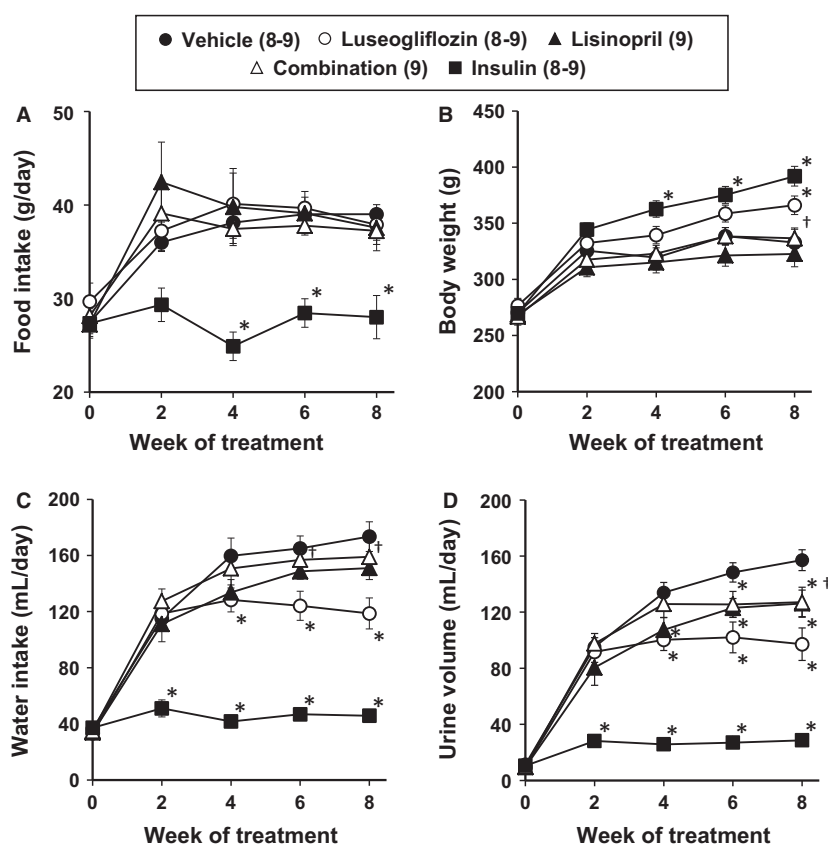 ● Vehicle (8-9) ○ Luseogliflozin (8-9) ▲ Lisinopril (9)
△ Combination (9) ■ Insulin (8-9)
A
50
40
30
20
Food intake (g/day)
*
*
*
0 2 4 6 8
Week of treatment
B
450
400
350
300
250
200
Body weight (g)
*
*
*
*
†
0 2 4 6 8
Week of treatment
C
200
160
120
80
40
0
Water intake (mL/day)
†
†
*
*
*
*
*
*
*
0 2 4 6 8
Week of treatment
D
200
160
120
80
40
0
Urine volume (mL/day)
*
* †
*
*
*
*
*
*
*
*
*
*
0 2 4 6 8
Week of treatment